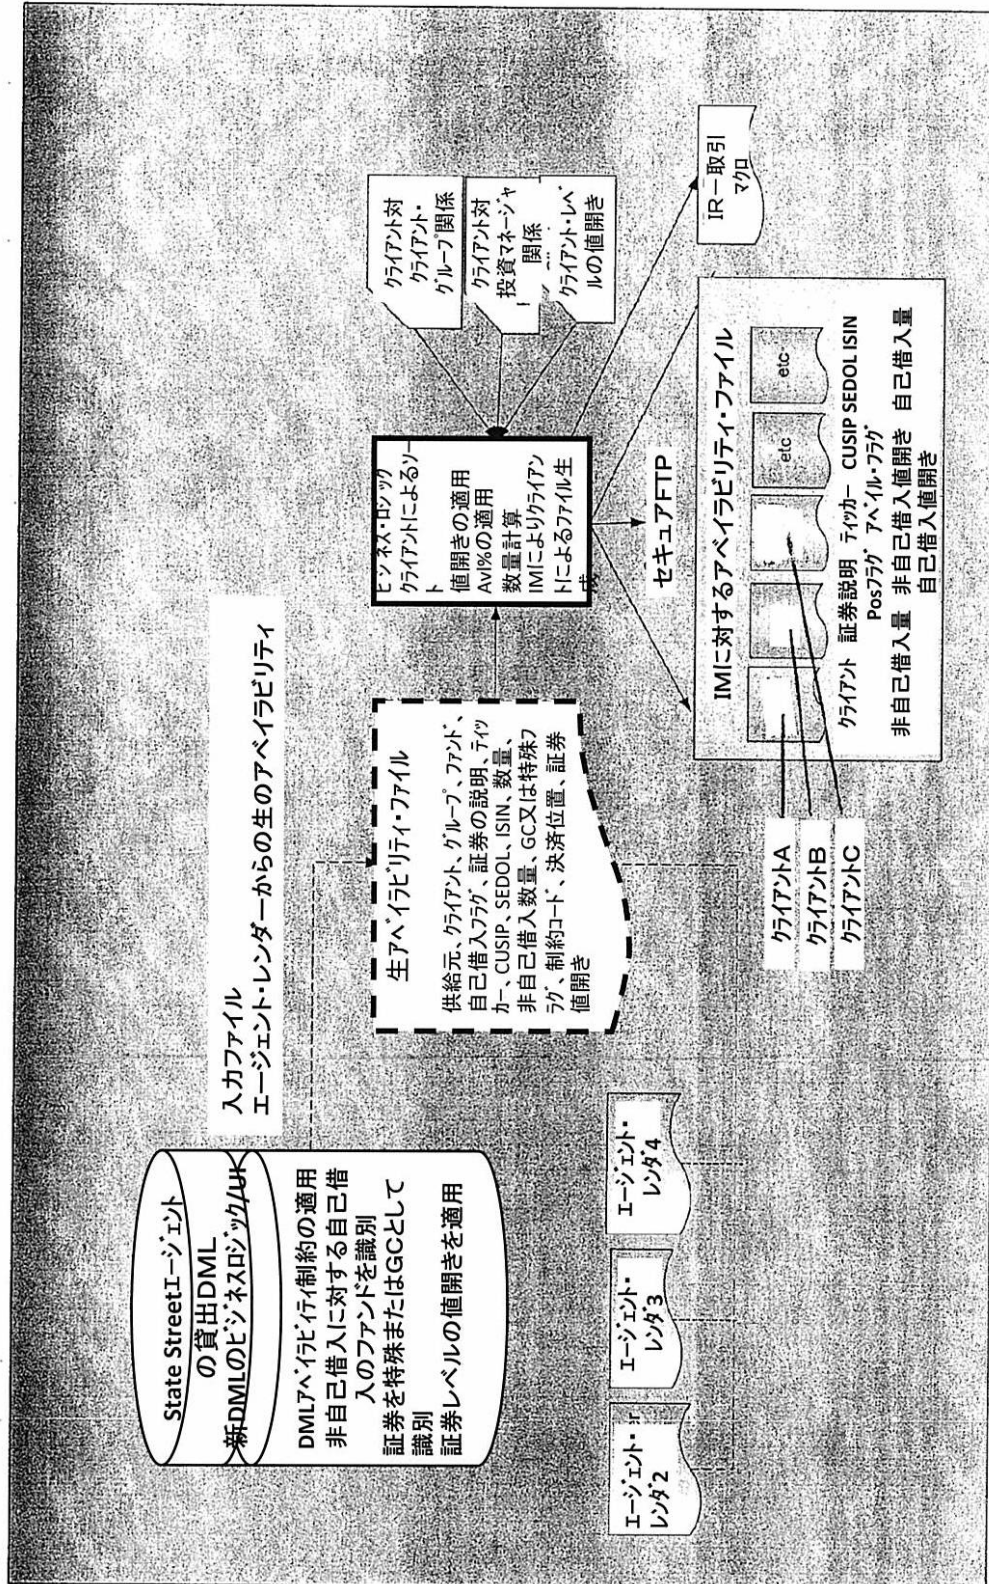 入力ファイル
エージェント・レンダーからの生のアベイラビリティ
State Streetエージェント
の貸出DML
新DMLのビジネスロジック/UI
DMLアベイラビィティ制約の適用
非自己借入に対する自己借
入のファンドを識別
証券を特殊またはGCとして
識別
証券レベルの値開きを適用
エージェント・
レンダ2
エージェント・
レンダ3
エージェント・
レンダ4
生アベイラビリティ・ファイル
供給元、クライアント、グループ、ファンド、
自己借入フラグ、証券の説明、ティッ
カー、CUSIP、SEDOL、ISIN、数量、
非自己借入数量、GC又は特殊フ
ラグ、制約コード、決済位置、証券
値開き
ビジネス・ロジック
クライアントによるソー
ト
値開きの適用
AVI%の適用
数量計算
IMIによりクライアン
トによるファイル生
成
クライアント対
クライアント・
グループ関係
クライアント対
投資マネージャ
関係
クライアント・レベ
ルの値開き
セキュアFTP
IR－取引
マクロ
IMIに対するアベイラビリティ・ファイル
etc
etc
クライアント 証券説明 ティッカー CUSIP SEDOL ISIN
Posフラグ アベイル・フラグ
非自己借入量 非自己借入値開き 自己借入量
自己借入値開き
クライアントA
クライアントB
クライアントC